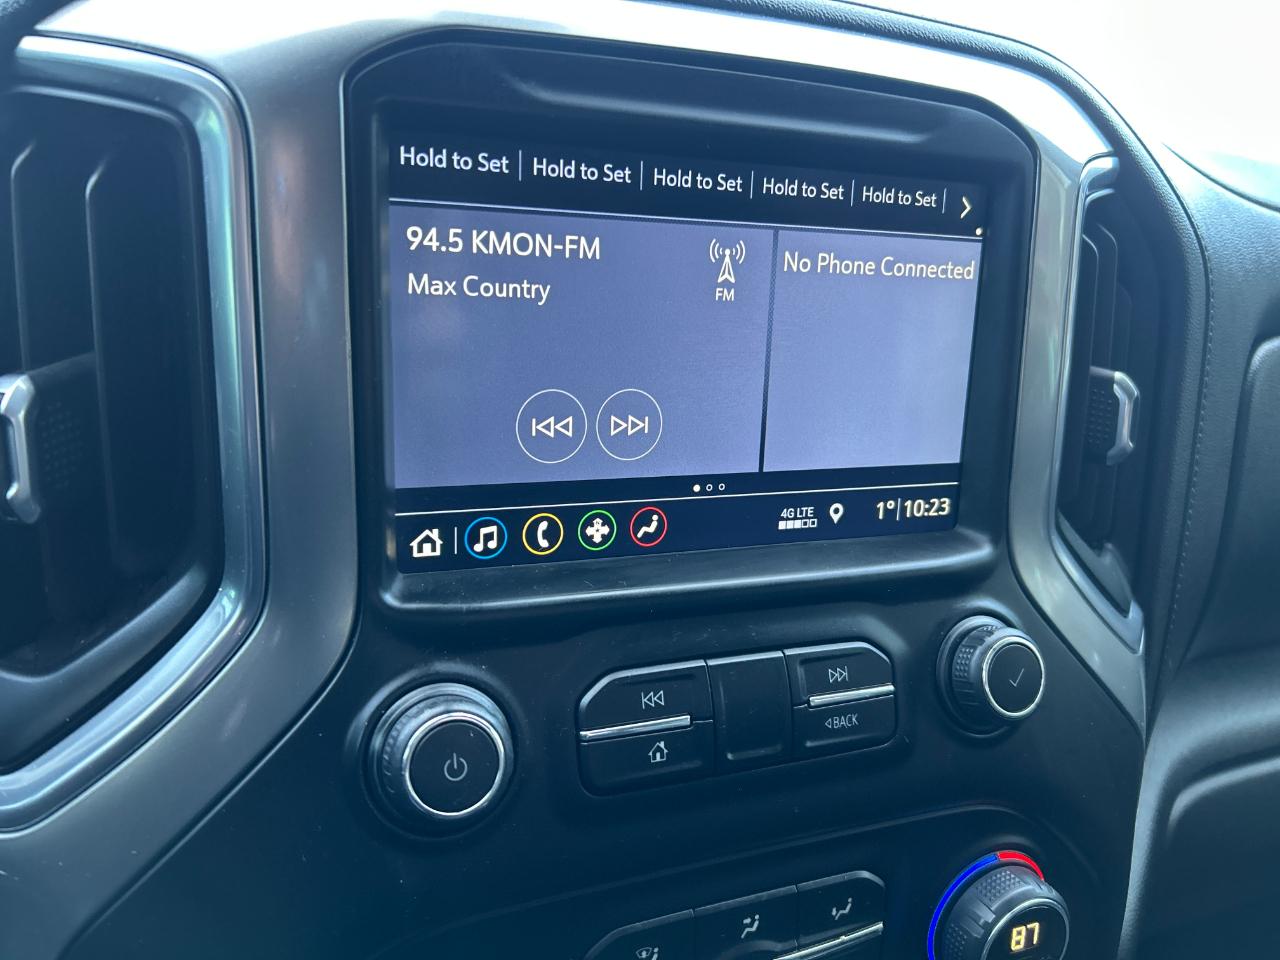 Hold to Set | Hold to Set | Hold to Set | Hold to Set | Hold to Set |
94.5 KMON-FM
Max Country
FM
No Phone Connected
4G LTE
1° | 10:23
BACK
87